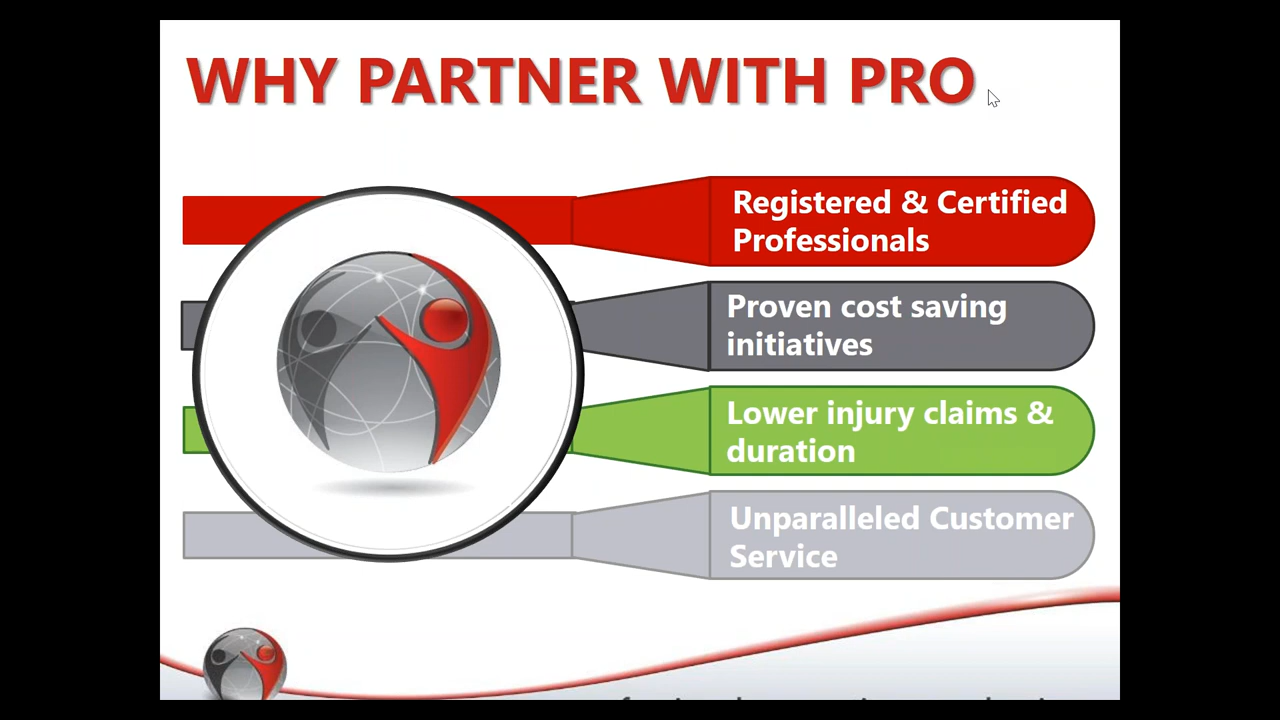 WHY PARTNER WITH PRO
Registered & Certified
Professionals
Proven cost saving
initiatives
Lower injury claims &
duration
Unparalleled Customer
Service